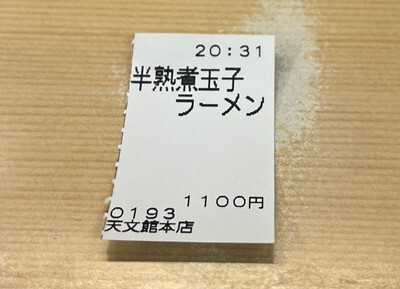 20:31
半熟煮玉子
ラーメン
1100円
0193
天文館本店